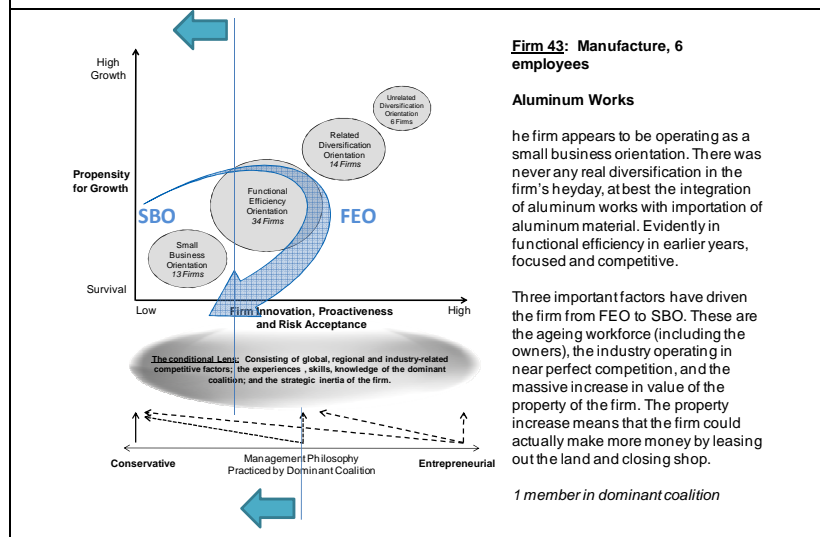 High
Growth
Propensity
for Growth
Survival
Unrelated
Diversification
Orientation
6 Firms
Related
Diversification
Orientation
14 Firms
Functional
Efficiency
Orientation
34 Firms
SBO
FEO
Small
Business
Orientation
13 Firms
Low
Firm Innovation, Proactiveness
and Risk Acceptance
High
The conditional Lens: Consisting of global, regional and industry-related
competitive factors; the experiences , skills, knowledge of the dominant
coalition; and the strategic inertia of the firm.
Conservative
Management Philosophy
Practiced by Dominant Coalition
Entrepreneurial
Firm 43: Manufacture, 6
employees
Aluminum Works
he firm appears to be operating as a
small business orientation. There was
never any real diversification in the
firm's heyday, at best the integration
of aluminum works with importation of
aluminum material. Evidently in
functional efficiency in earlier years,
focused and competitive.
Three important factors have driven
the firm from FEO to SBO. These are
the ageing workforce (including the
owners), the industry operating in
near perfect competition, and the
massive increase in value of the
property of the firm. The property
increase means that the firm could
actually make more money by leasing
out the land and closing shop.
1 member in dominant coalition